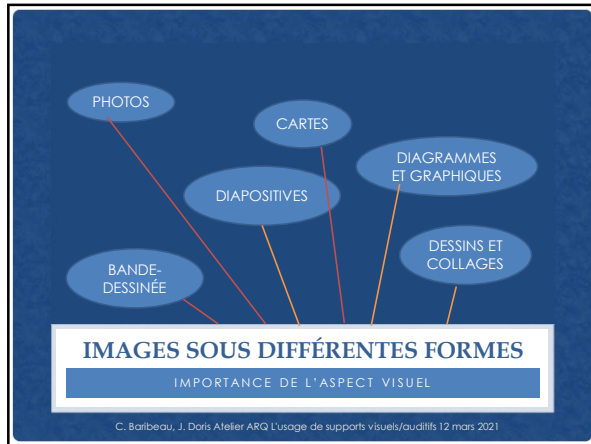 PHOTOS
CARTES
DIAGRAMMES
ET GRAPHIQUES
DIAPOSITIVES
DESSINS ET
COLLAGES
BANDE-
DESSINÉE
IMAGES SOUS DIFFÉRENTES FORMES
IMPORTANCE DE L'ASPECT VISUEL
C. Baribeau, J. Doris Atelier ARQ L'usage de supports visuels/auditifs 12 mars 2021